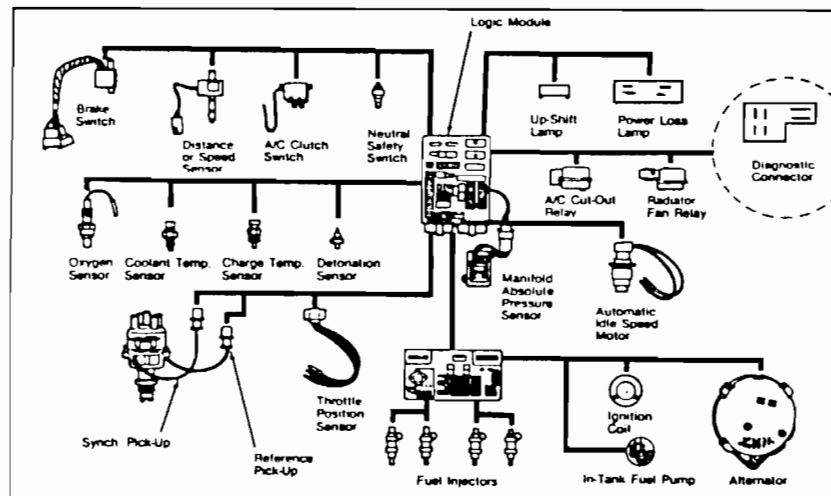 Logic Module
Brake
Switch
Distance
or Speed
Sensor
A/C Clutch
Switch
Neutral
Safety
Switch
Up-Shift
Lamp
Power Loss
Lamp
Diagnostic
Connector
A/C Cut-Out
Relay
Radiator
Fan Relay
Oxygen
Sensor
Coolant Temp.
Sensor
Charge Temp.
Sensor
Detonation
Sensor
Manifold
Absolute
Pressure
Sensor
Automatic
Idle Speed
Motor
Throttle
Position
Sensor
Synch Pick-Up
Reference
Pick-Up
Fuel Injectors
Ignition
Coil
In-Tank Fuel Pump
Alternator